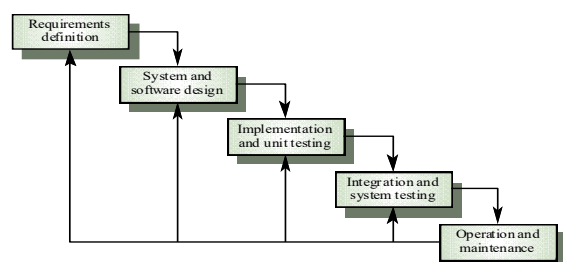 Requirements
definition
System and
software design
Implementation
and unit testing
Integration and
system testing
Operation and
maintenance